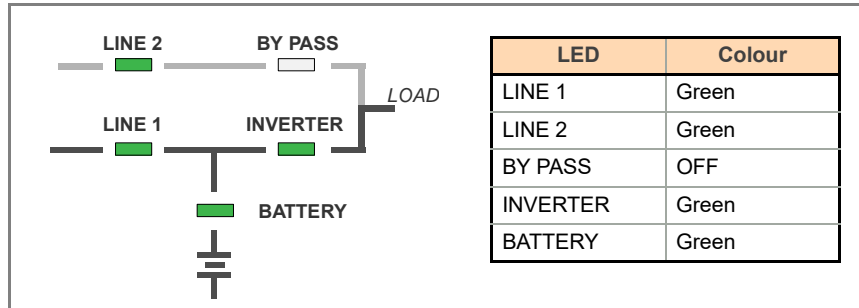 LINE 2
BY PASS
LOAD
LINE 1
INVERTER
BATTERY
LED Colour
LINE 1 Green
LINE 2 Green
BY PASS OFF
INVERTER Green
BATTERY Green